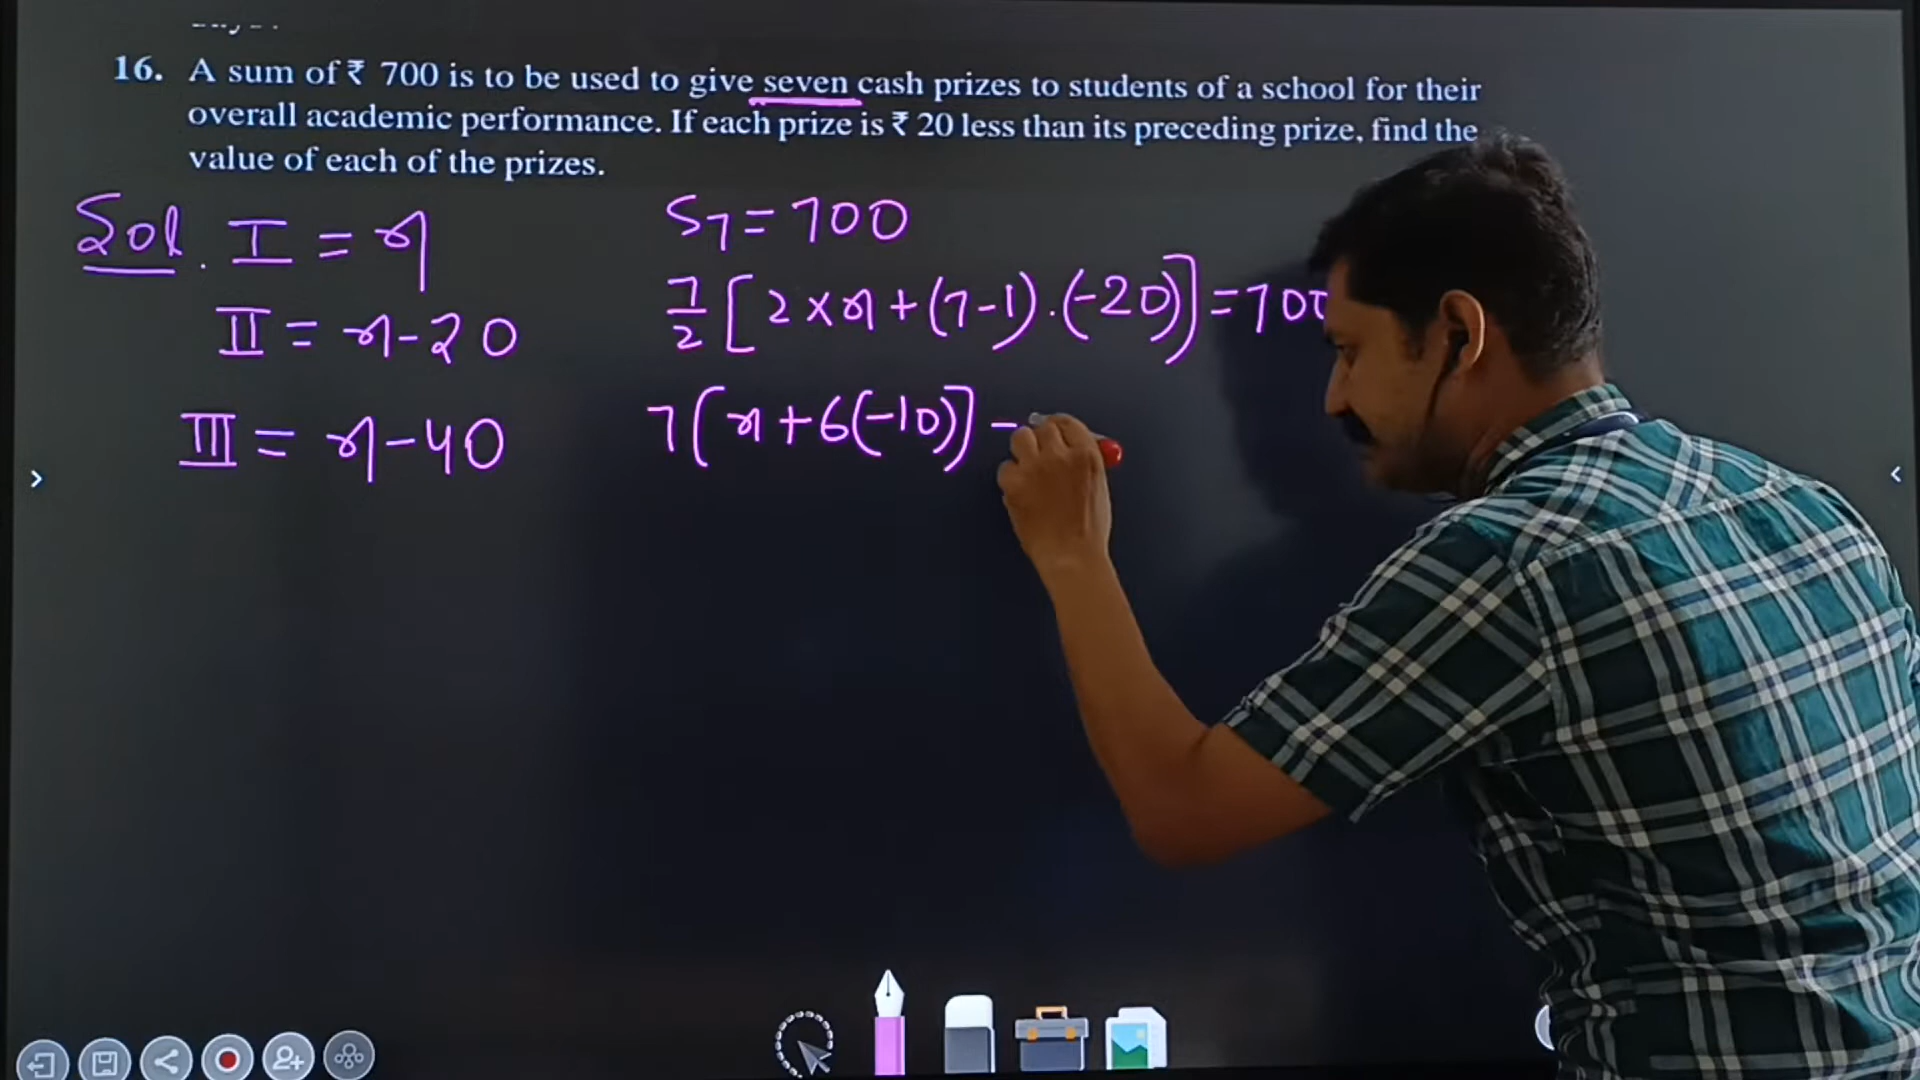 16. A sum of ₹ 700 is to be used to give seven cash prizes to students of a school for their
overall academic performance. If each prize is ₹ 20 less than its preceding prize, find the
value of each of the prizes.
Sol. I = x
II = x-20
III = x-40
S7 = 700
7/2 [2×x+(7-1).(-20)] = 700
7[x+6(-10)]